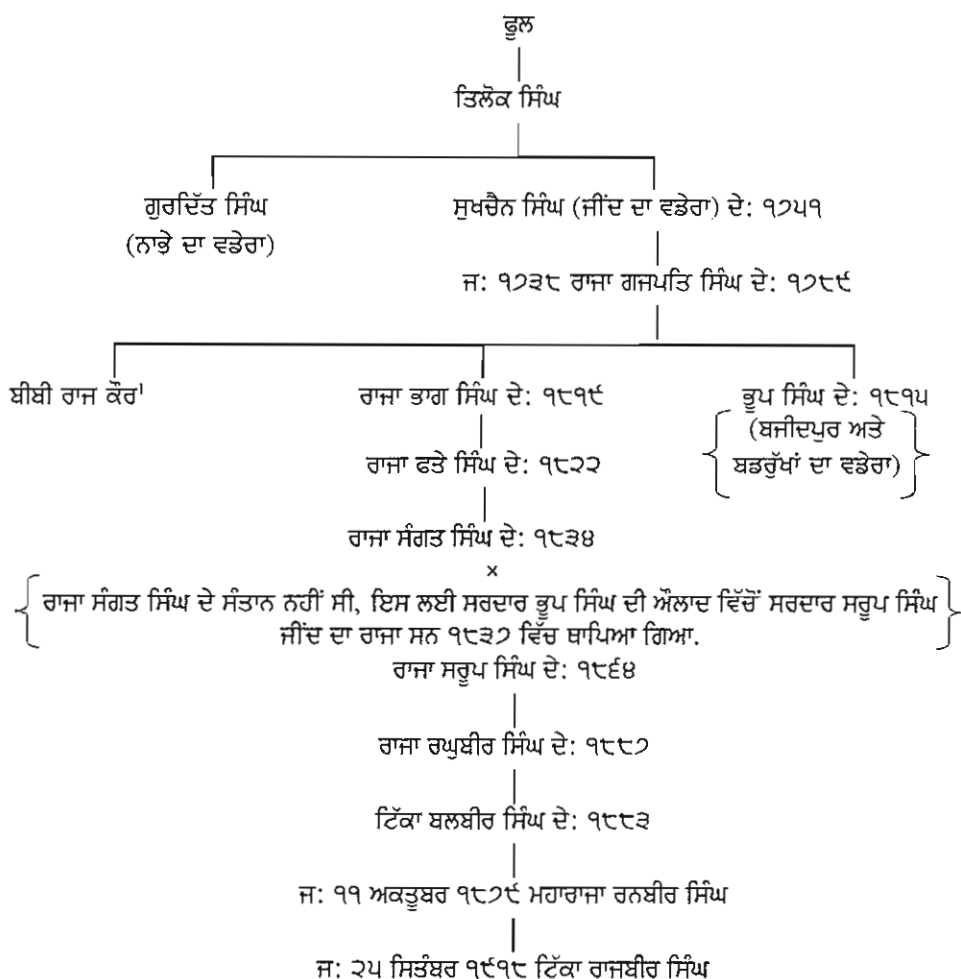 ਫੂਲ
ਤਿਲੋਕ ਸਿੰਘ
ਗੁਰਦਿੱਤ ਸਿੰਘ
(ਨਾਭੇ ਦਾ ਵਡੇਰਾ)
ਸੁਖਚੈਨ ਸਿੰਘ (ਜੀਂਦ ਦਾ ਵਡੇਰਾ) ਦੇ: ੧੭੫੧
ਜ: ੧੭੩੮ ਰਾਜਾ ਗਜਪਤਿ ਸਿੰਘ ਦੇ: ੧੭੮੯
ਬੀਬੀ ਰਾਜ ਕੌਰ¹
ਰਾਜਾ ਭਾਗ ਸਿੰਘ ਦੇ: ੧੮੧੯
ਭੂਪ ਸਿੰਘ ਦੇ: ੧੮੧੫
(ਬਜੀਦਪੁਰ ਅਤੇ
ਬਡਰੁੱਖਾਂ ਦਾ ਵਡੇਰਾ)
ਰਾਜਾ ਫਤੇ ਸਿੰਘ ਦੇ: ੧੮੨੨
ਰਾਜਾ ਸੰਗਤ ਸਿੰਘ ਦੇ: ੧੮੩੪
×
ਰਾਜਾ ਸੰਗਤ ਸਿੰਘ ਦੇ ਸੰਤਾਨ ਨਹੀਂ ਸੀ, ਇਸ ਲਈ ਸਰਦਾਰ ਭੂਪ ਸਿੰਘ ਦੀ ਔਲਾਦ ਵਿੱਚੋਂ ਸਰਦਾਰ ਸਰੂਪ ਸਿੰਘ
ਜੀਂਦ ਦਾ ਰਾਜਾ ਸਨ ੧੮੩੭ ਵਿੱਚ ਥਾਪਿਆ ਗਿਆ.
ਰਾਜਾ ਸਰੂਪ ਸਿੰਘ ਦੇ: ੧੮੬੪
ਰਾਜਾ ਰਘੁਬੀਰ ਸਿੰਘ ਦੇ: ੧੮੮੭
ਟਿੱਕਾ ਬਲਬੀਰ ਸਿੰਘ ਦੇ: ੧੮੮੩
ਜ: ੧੧ ਅਕਤੂਬਰ ੧੮੭੯ ਮਹਾਰਾਜਾ ਰਨਬੀਰ ਸਿੰਘ
ਜ: ੨੫ ਸਿਤੰਬਰ ੧੯੧੮ ਟਿੱਕਾ ਰਾਜਬੀਰ ਸਿੰਘ